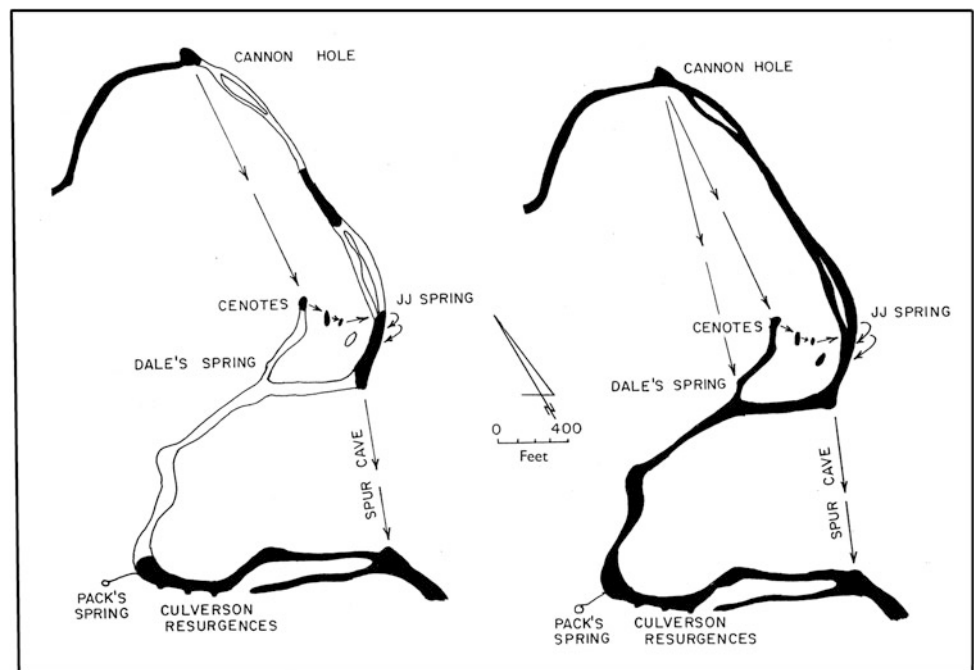 CANNON HOLE
CENOTES
JJ SPRING
DALE'S SPRING
SPUR CAVE
PACK'S
SPRING
CULVERSON
RESURGENCES
0 400
Feet
CANNON HOLE
JJ SPRING
CENOTES
DALE'S SPRING
SPUR CAVE
PACK'S
SPRING
CULVERSON
RESURGENCES